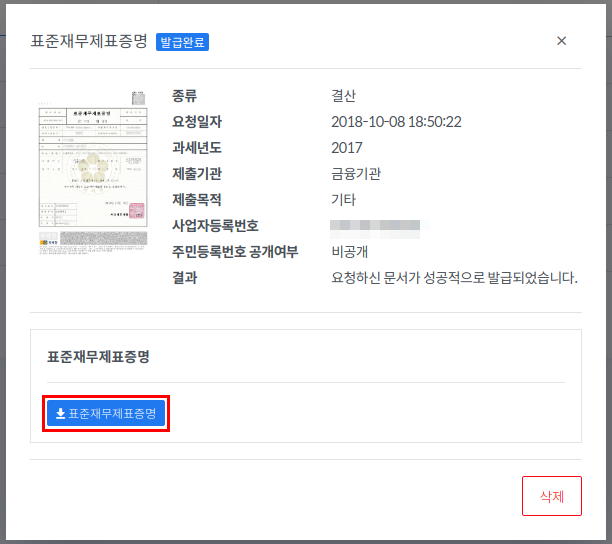 표준재무제표증명 발급완료 ×
종류 결산
요청일자 2018-10-08 18:50:22
과세년도 2017
제출기관 금융기관
제출목적 기타
사업자등록번호
주민등록번호 공개여부 비공개
결과 요청하신 문서가 성공적으로 발급되었습니다.
표준재무제표증명
표준재무제표증명
삭제